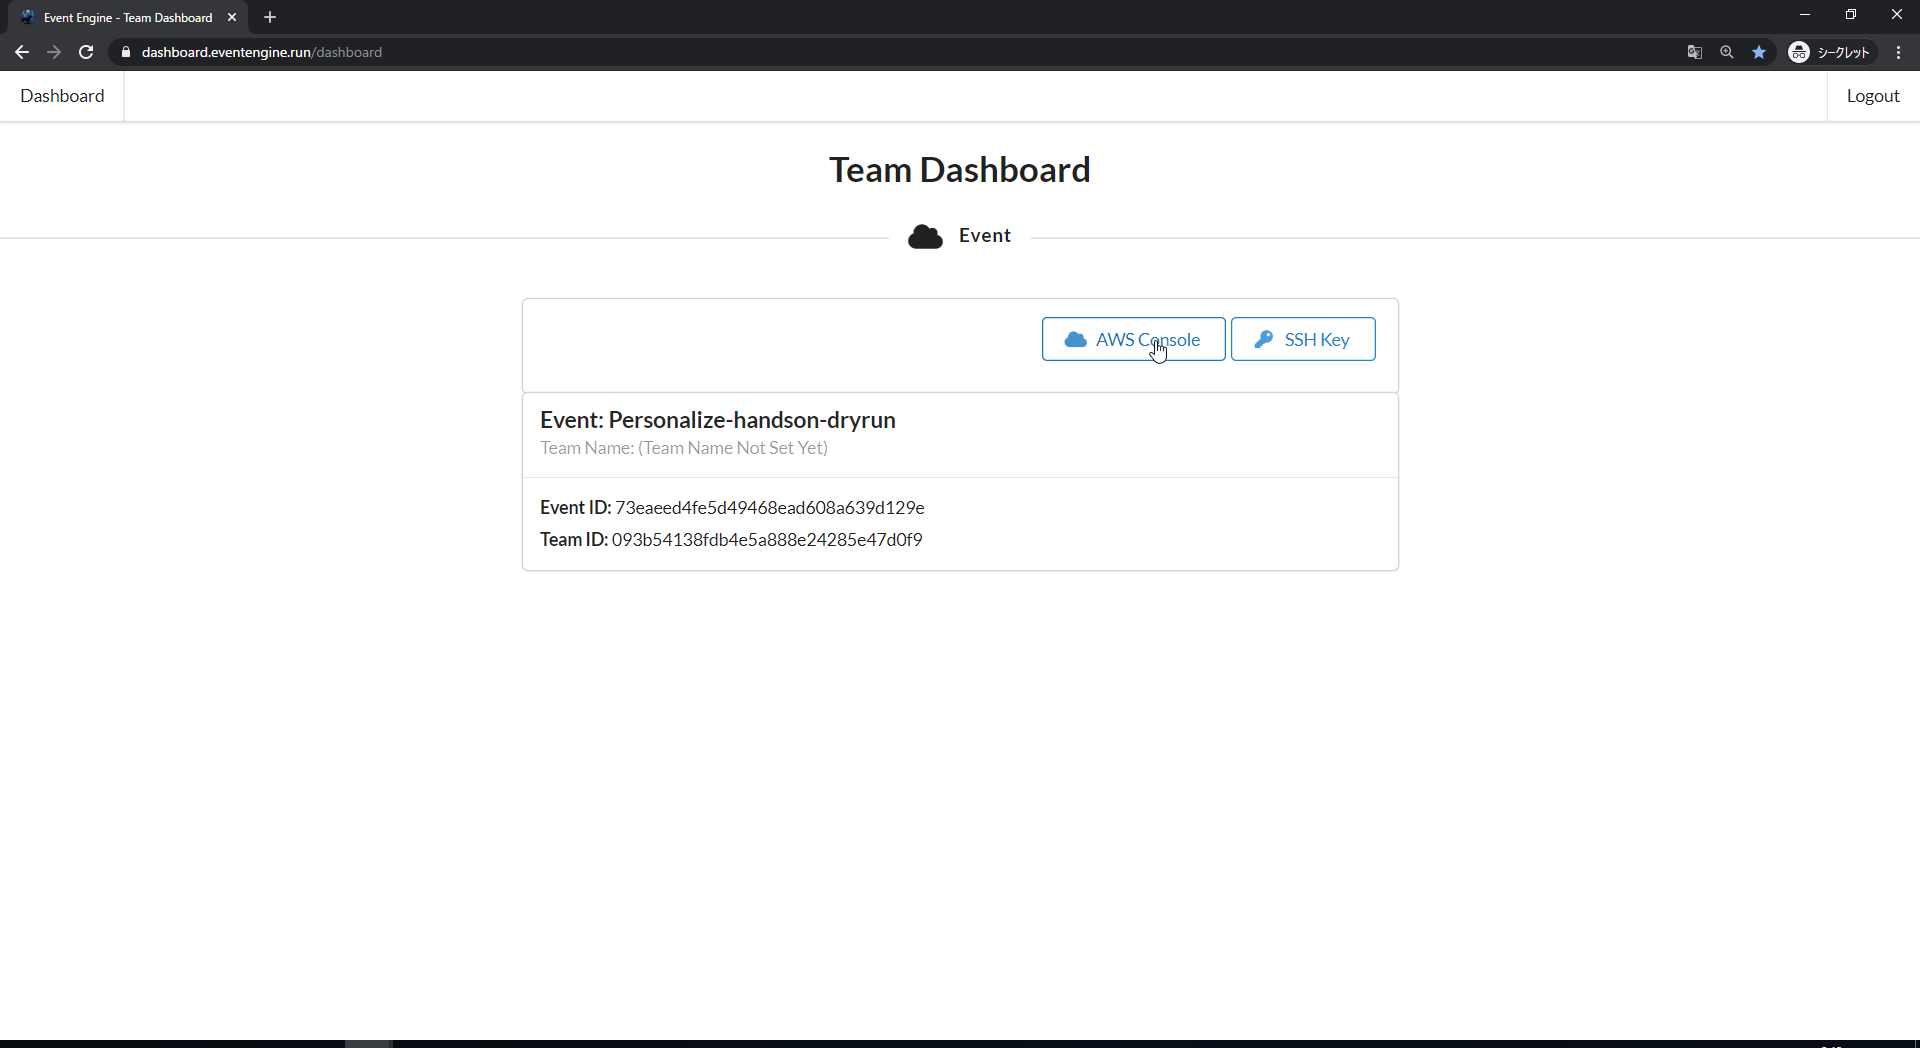 Event Engine - Team Dashboard
dashboard.eventengine.run/dashboard
シークレット
Dashboard
Logout
Team Dashboard
Event
AWS Console
SSH Key
Event: Personalize-handson-dryrun
Team Name: (Team Name Not Set Yet)
Event ID: 73eaeed4fe5d49468ead608a639d129e
Team ID: 093b54138fdb4e5a888e24285e47d0f9